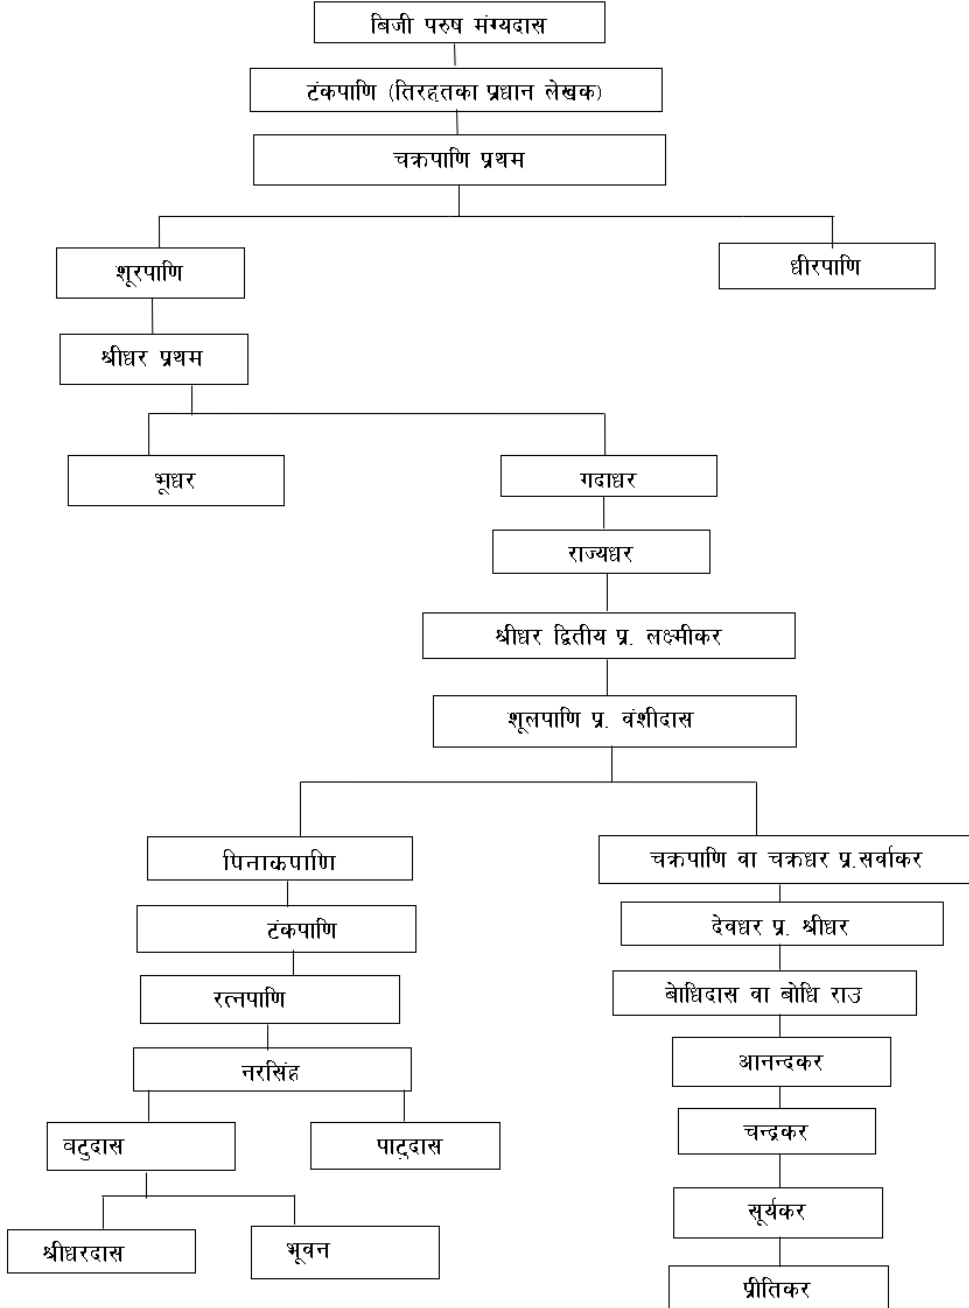 बिजी परुष मंग्यदास
टंकपाणि (तिरहतका प्रधान लेखक)
चक्रपाणि प्रथम
शूरपाणि
धीरपाणि
श्रीधर प्रथम
भूधर
गदाधर
राज्यधर
श्रीधर द्वितीय प्र. लक्ष्मीकर
शूलपाणि प्र. वंशीदास
पिनाकपाणि
चक्रपाणि वा चक्रधर प्र.सर्वाकर
टंकपाणि
देवधर प्र. श्रीधर
रत्नपाणि
बेाधिदास वा बोधि राउ
नरसिंह
आनन्दकर
वटुदास
पाटुदास
चन्द्रकर
सूर्यकर
श्रीधरदास
भूवन
प्रीतिकर